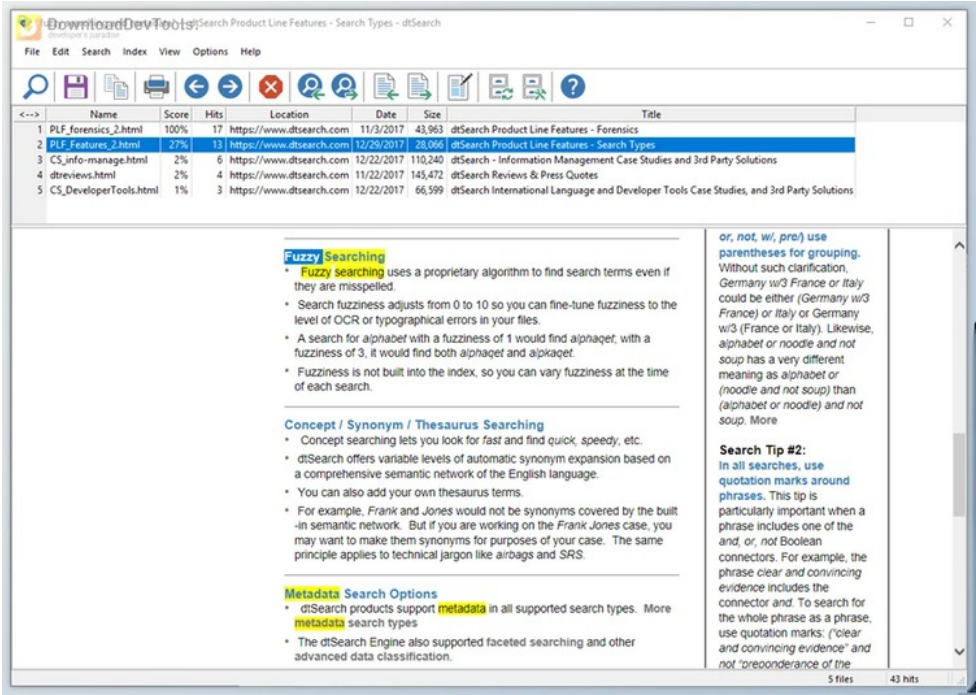 DownloadDevTools!
developer's paradise
dtSearch Product Line Features - Search Types - dtSearch
File Edit Search Index View Options Help
<--> Name Score Hits Location Date Size Title
1 PLF_forensics_2.html 100% 17 https://www.dtsearch.com 11/3/2017 43,963 dtSearch Product Line Features - Forensics
2 PLF_Features_2.html 27% 13 https://www.dtsearch.com 12/29/2017 28,066 dtSearch Product Line Features - Search Types
3 CS_info-manage.html 2% 6 https://www.dtsearch.com 12/22/2017 110,240 dtSearch - Information Management Case Studies and 3rd Party Solutions
4 dtreviews.html 2% 4 https://www.dtsearch.com 11/22/2017 145,472 dtSearch Reviews & Press Quotes
5 CS_DeveloperTools.html 1% 3 https://www.dtsearch.com 12/22/2017 66,599 dtSearch International Language and Developer Tools Case Studies, and 3rd Party Solutions
Fuzzy Searching
• Fuzzy searching uses a proprietary algorithm to find search terms even if
they are misspelled.
• Search fuzziness adjusts from 0 to 10 so you can fine-tune fuzziness to the
level of OCR or typographical errors in your files.
• A search for alphabet with a fuzziness of 1 would find alphaqet; with a
fuzziness of 3, it would find both alphaqet and alpkaqet.
• Fuzziness is not built into the index, so you can vary fuzziness at the time
of each search.
Concept / Synonym / Thesaurus Searching
• Concept searching lets you look for fast and find quick, speedy, etc.
• dtSearch offers variable levels of automatic synonym expansion based on
a comprehensive semantic network of the English language.
• You can also add your own thesaurus terms.
• For example, Frank and Jones would not be synonyms covered by the built
-in semantic network. But if you are working on the Frank Jones case, you
may want to make them synonyms for purposes of your case. The same
principle applies to technical jargon like airbags and SRS.
Metadata Search Options
• dtSearch products support metadata in all supported search types. More
metadata search types
• The dtSearch Engine also supported faceted searching and other
advanced data classification.
or, not, w/, pre/) use
parentheses for grouping.
Without such clarification,
Germany w/3 France or Italy
could be either (Germany w/3
France) or Italy or Germany
w/3 (France or Italy). Likewise,
alphabet or noodle and not
soup has a very different
meaning as alphabet or
(noodle and not soup) than
(alphabet or noodle) and not
soup. More
Search Tip #2:
In all searches, use
quotation marks around
phrases. This tip is
particularly important when a
phrase includes one of the
and, or, not Boolean
connectors. For example, the
phrase clear and convincing
evidence includes the
connector and. To search for
the whole phrase as a phrase,
use quotation marks: ("clear
and convincing evidence" and
not "preponderance of the
5 files 43 hits